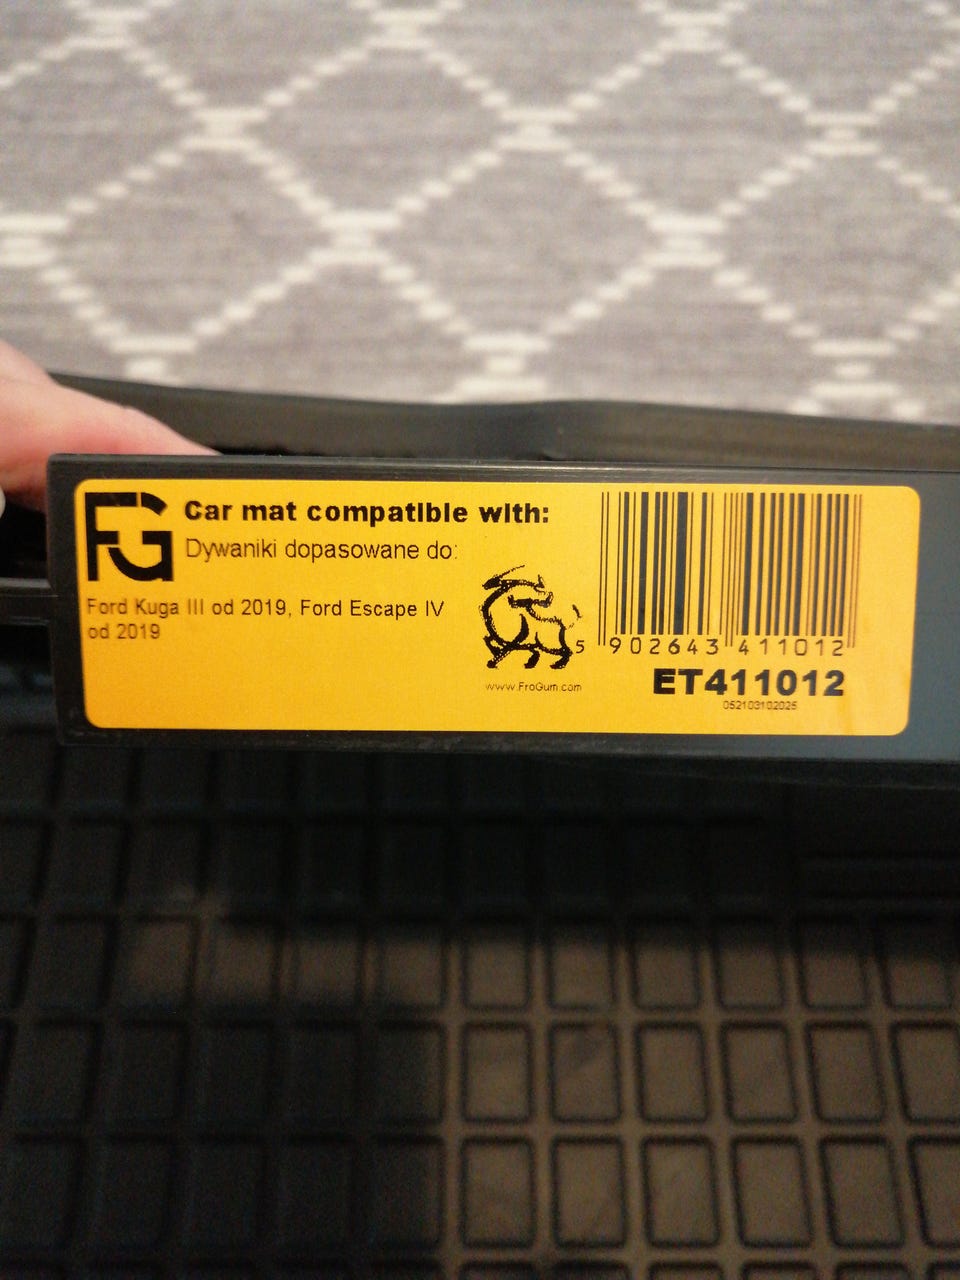 FG
Car mat compatible with:
Dywaniki dopasowane do:
Ford Kuga III od 2019, Ford Escape IV
od 2019
www.FroGum.com
5 902643 411012
ET411012
052103102025